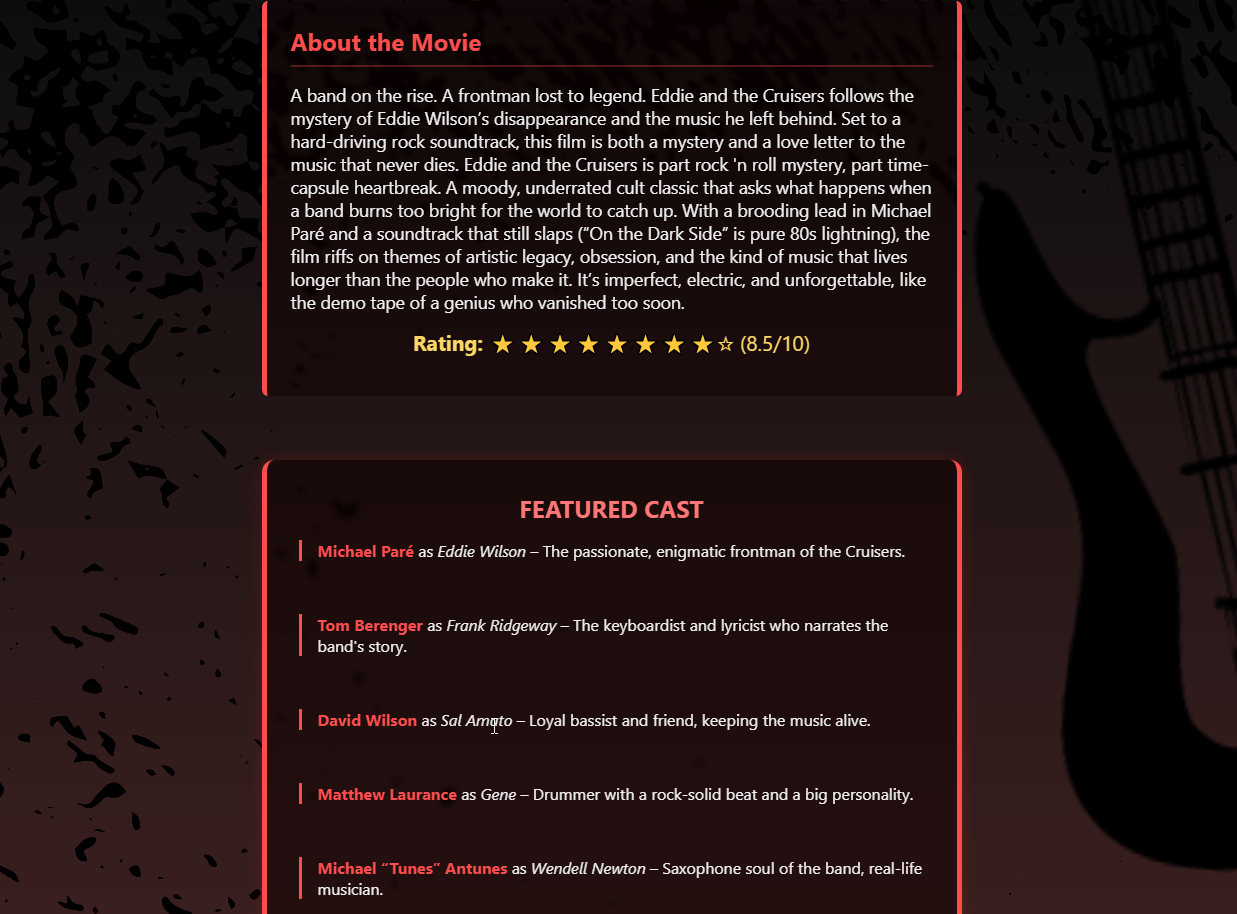 About the Movie
A band on the rise. A frontman lost to legend. Eddie and the Cruisers follows the
mystery of Eddie Wilson’s disappearance and the music he left behind. Set to a
hard-driving rock soundtrack, this film is both a mystery and a love letter to the
music that never dies. Eddie and the Cruisers is part rock 'n roll mystery, part time-
capsule heartbreak. A moody, underrated cult classic that asks what happens when
a band burns too bright for the world to catch up. With a brooding lead in Michael
Paré and a soundtrack that still slaps (“On the Dark Side” is pure 80s lightning), the
film riffs on themes of artistic legacy, obsession, and the kind of music that lives
longer than the people who make it. It’s imperfect, electric, and unforgettable, like
the demo tape of a genius who vanished too soon.
Rating: ★ ★ ★ ★ ★ ★ ★ ★ ☆ (8.5/10)
FEATURED CAST
Michael Paré as Eddie Wilson – The passionate, enigmatic frontman of the Cruisers.
Tom Berenger as Frank Ridgeway – The keyboardist and lyricist who narrates the
band's story.
David Wilson as Sal Amato – Loyal bassist and friend, keeping the music alive.
Matthew Laurance as Gene – Drummer with a rock-solid beat and a big personality.
Michael “Tunes” Antunes as Wendell Newton – Saxophone soul of the band, real-life
musician.